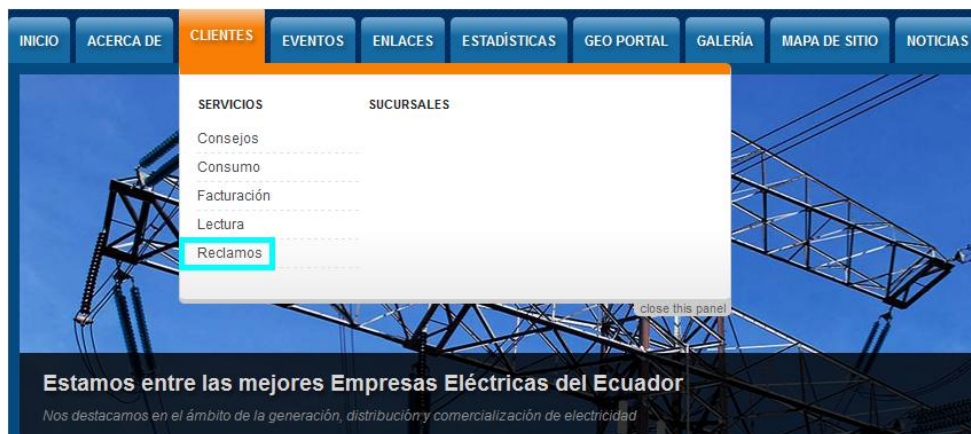 INICIO ACERCA DE CLIENTES EVENTOS ENLACES ESTADÍSTICAS GEO PORTAL GALERÍA MAPA DE SITIO NOTICIAS
SERVICIOS SUCURSALES
Consejos
Consumo
Facturación
Lectura
Reclamos
close this panel
Estamos entre las mejores Empresas Eléctricas del Ecuador
Nos destacamos en el ámbito de la generación, distribución y comercialización de electricidad